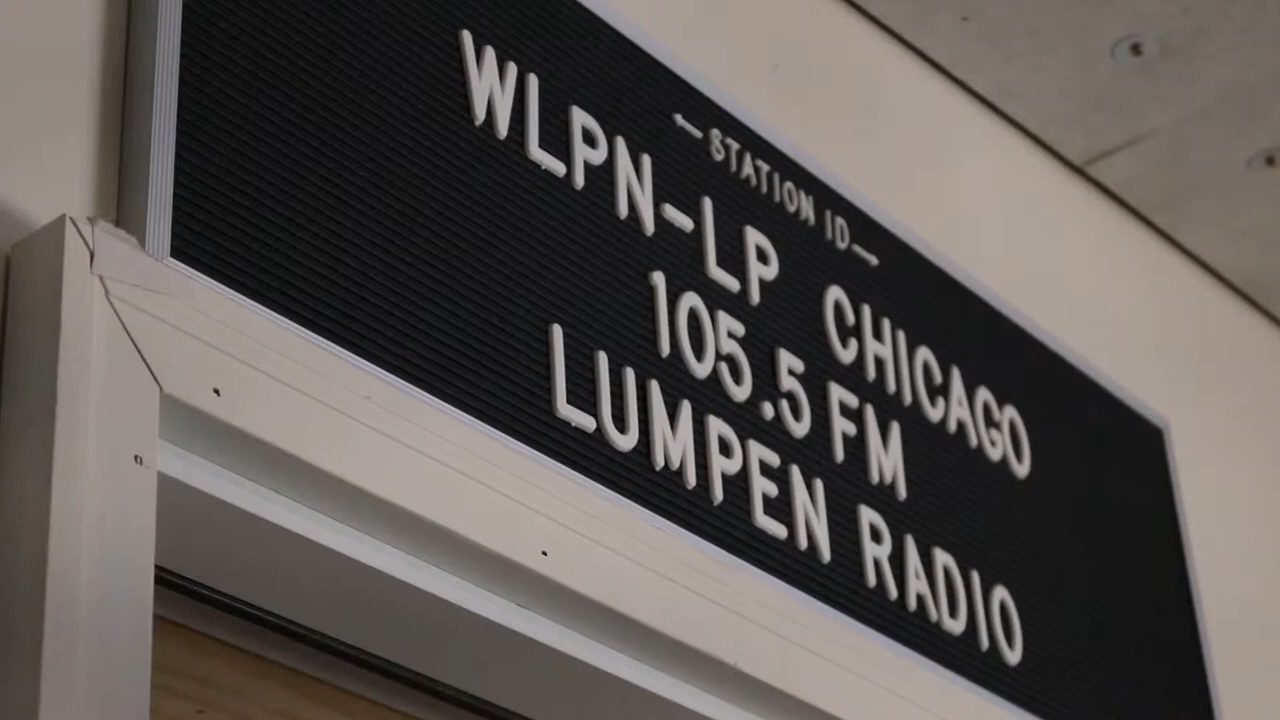 ←STATION ID→
WLPN-LP CHICAGO
105.5 FM
LUMPEN RADIO